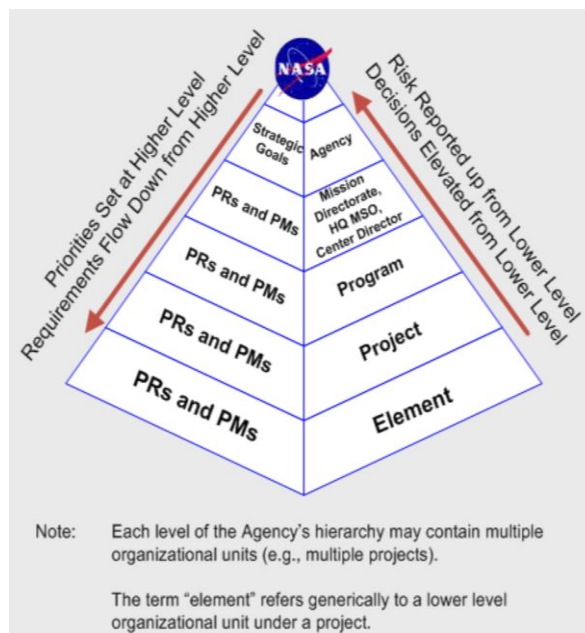 NASA
Priorities Set at Higher Level
Requirements Flow Down from Higher Level
Risk Reported up from Lower Level
Decisions Elevated from Lower Level
Strategic
Goals
Agency
PRs and PMs
Mission
Directorate,
HQ MSO,
Center Director
PRs and PMs
Program
PRs and PMs
Project
PRs and PMs
Element
Note: Each level of the Agency's hierarchy may contain multiple
organizational units (e.g., multiple projects).
The term “element” refers generically to a lower level
organizational unit under a project.